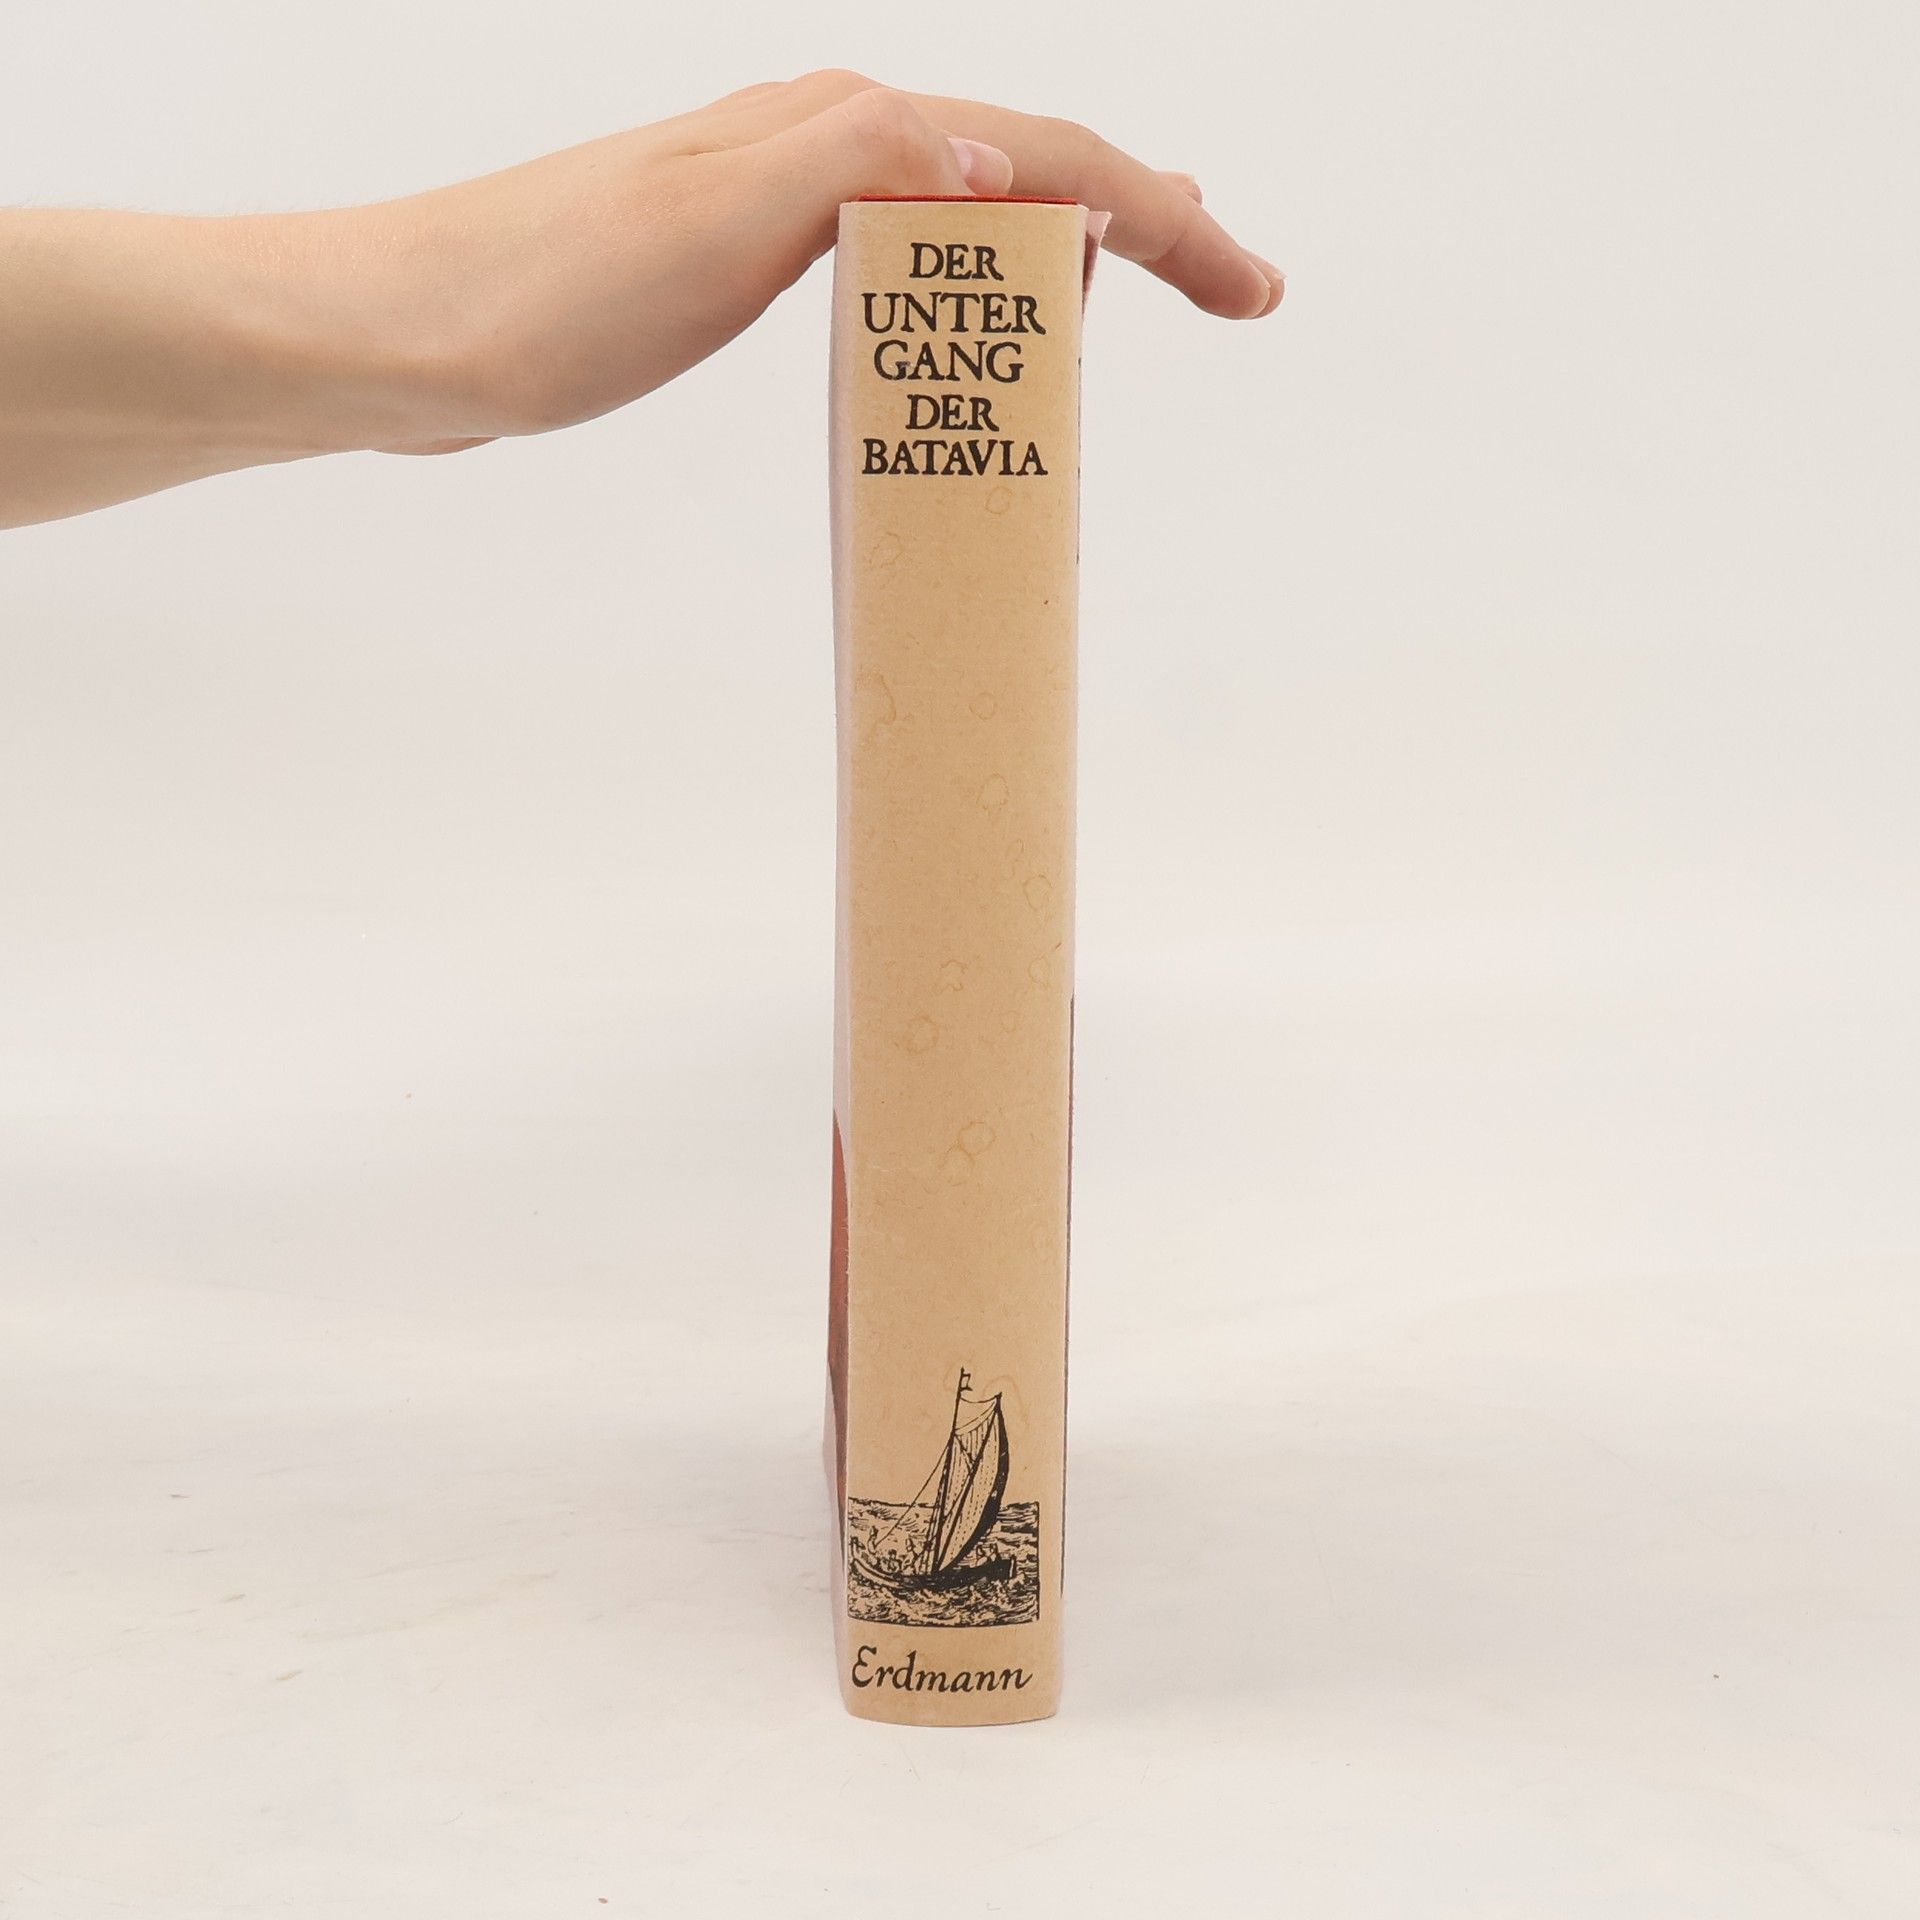 DER
UNTER
GANG
DER
BATAVIA
Erdmann